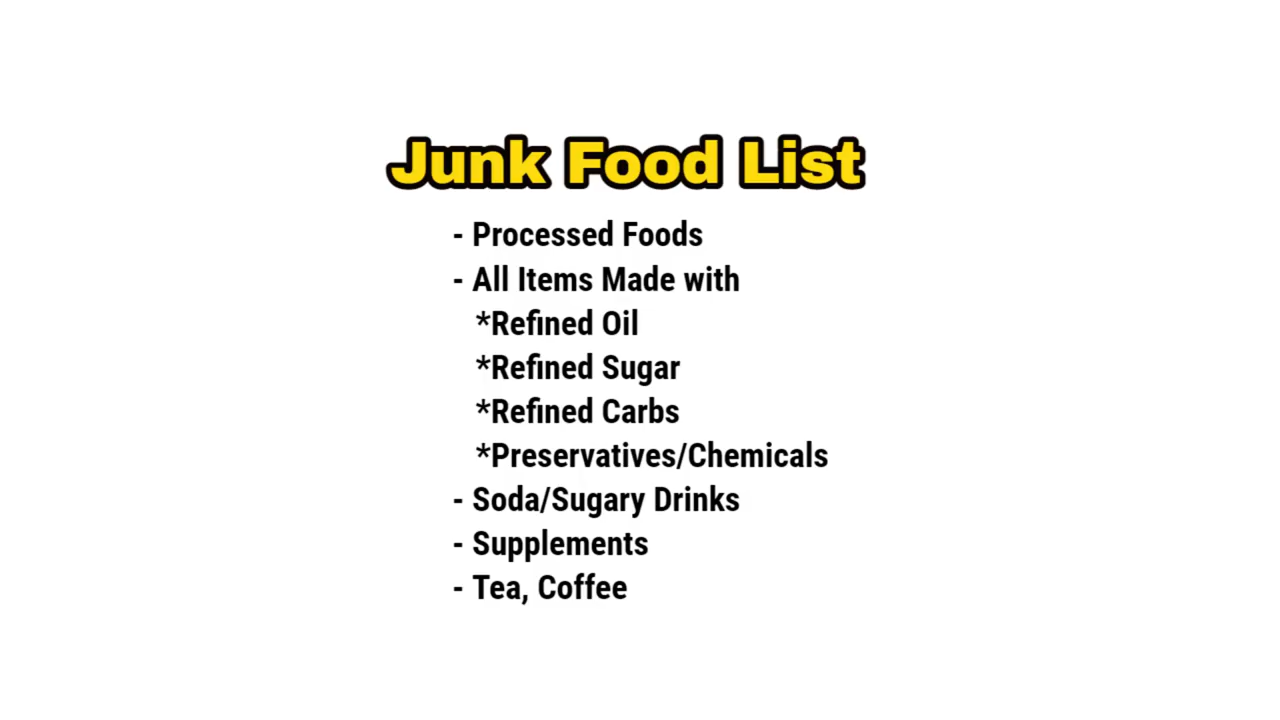 Junk Food List
- Processed Foods
- All Items Made with
*Refined Oil
*Refined Sugar
*Refined Carbs
*Preservatives/Chemicals
- Soda/Sugary Drinks
- Supplements
- Tea, Coffee